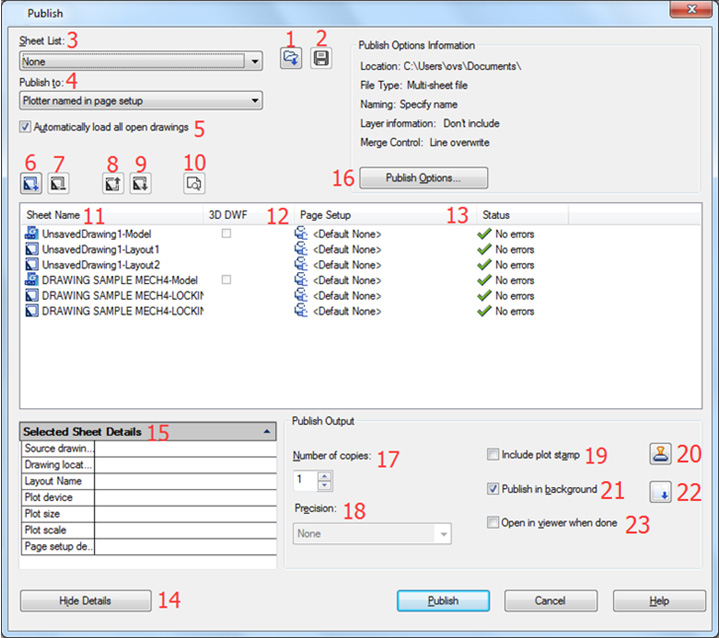 Publish
Sheet List: 3
1 2
None
Publish to: 4
Plotter named in page setup
Automatically load all open drawings 5
Publish Options Information
Location: C:\Users\ovs\Documents\
File Type: Multi-sheet file
Naming: Specify name
Layer information: Don't include
Merge Control: Line overwrite
6 7 8 9 10
16 Publish Options...
Sheet Name 11 3D DWF 12 Page Setup 13 Status
UnsavedDrawing1-Model <Default None> No errors
UnsavedDrawing1-Layout1 <Default None> No errors
UnsavedDrawing1-Layout2 <Default None> No errors
DRAWING SAMPLE MECH4-Model <Default None> No errors
DRAWING SAMPLE MECH4-LOCKIN <Default None> No errors
DRAWING SAMPLE MECH4-LOCKIN <Default None> No errors
Selected Sheet Details 15
Source drawin...
Drawing locat...
Layout Name
Plot device
Plot size
Plot scale
Page setup de...
Publish Output
Number of copies: 17
1
Precision: 18
None
Include plot stamp 19 20
Publish in background 21 22
Open in viewer when done 23
Hide Details 14
Publish Cancel Help